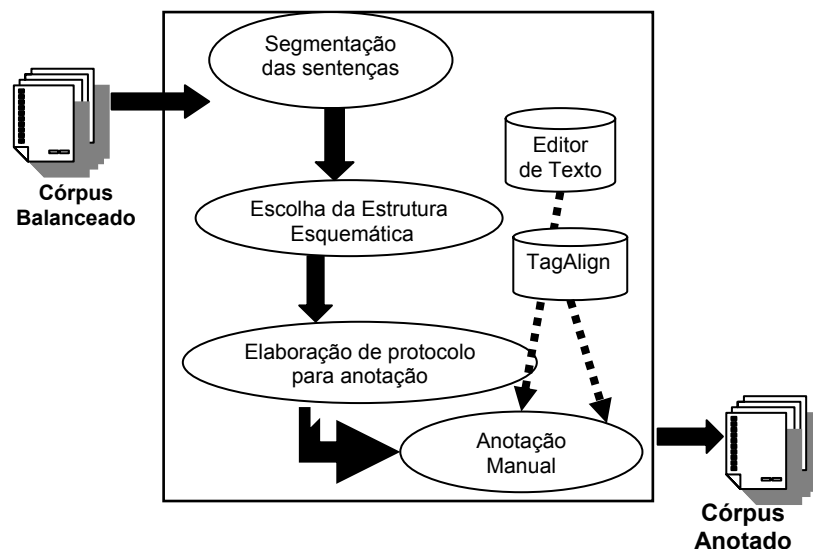 Segmentação
das sentenças
Córpus
Balanceado
Editor
de Texto
Escolha da Estrutura
Esquemática
TagAlign
Elaboração de protocolo
para anotação
Anotação
Manual
Córpus
Anotado